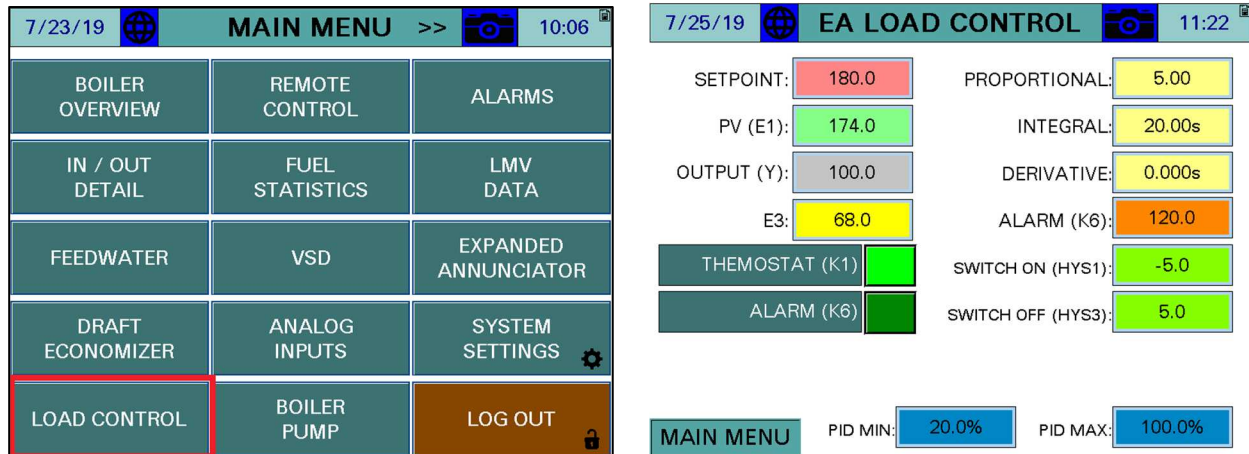 7/23/19 MAIN MENU >> 10:06
BOILER
OVERVIEW
REMOTE
CONTROL
ALARMS
IN / OUT
DETAIL
FUEL
STATISTICS
LMV
DATA
FEEDWATER
VSD
EXPANDED
ANNUNCIATOR
DRAFT
ECONOMIZER
ANALOG
INPUTS
SYSTEM
SETTINGS
LOAD CONTROL
BOILER
PUMP
LOG OUT
7/25/19 EA LOAD CONTROL 11:22
SETPOINT: 180.0
PV (E1): 174.0
OUTPUT (Y): 100.0
E3: 68.0
THEMOSTAT (K1)
ALARM (K6)
PROPORTIONAL: 5.00
INTEGRAL: 20.00s
DERIVATIVE: 0.000s
ALARM (K6): 120.0
SWITCH ON (HYS1): -5.0
SWITCH OFF (HYS3): 5.0
MAIN MENU PID MIN: 20.0% PID MAX: 100.0%